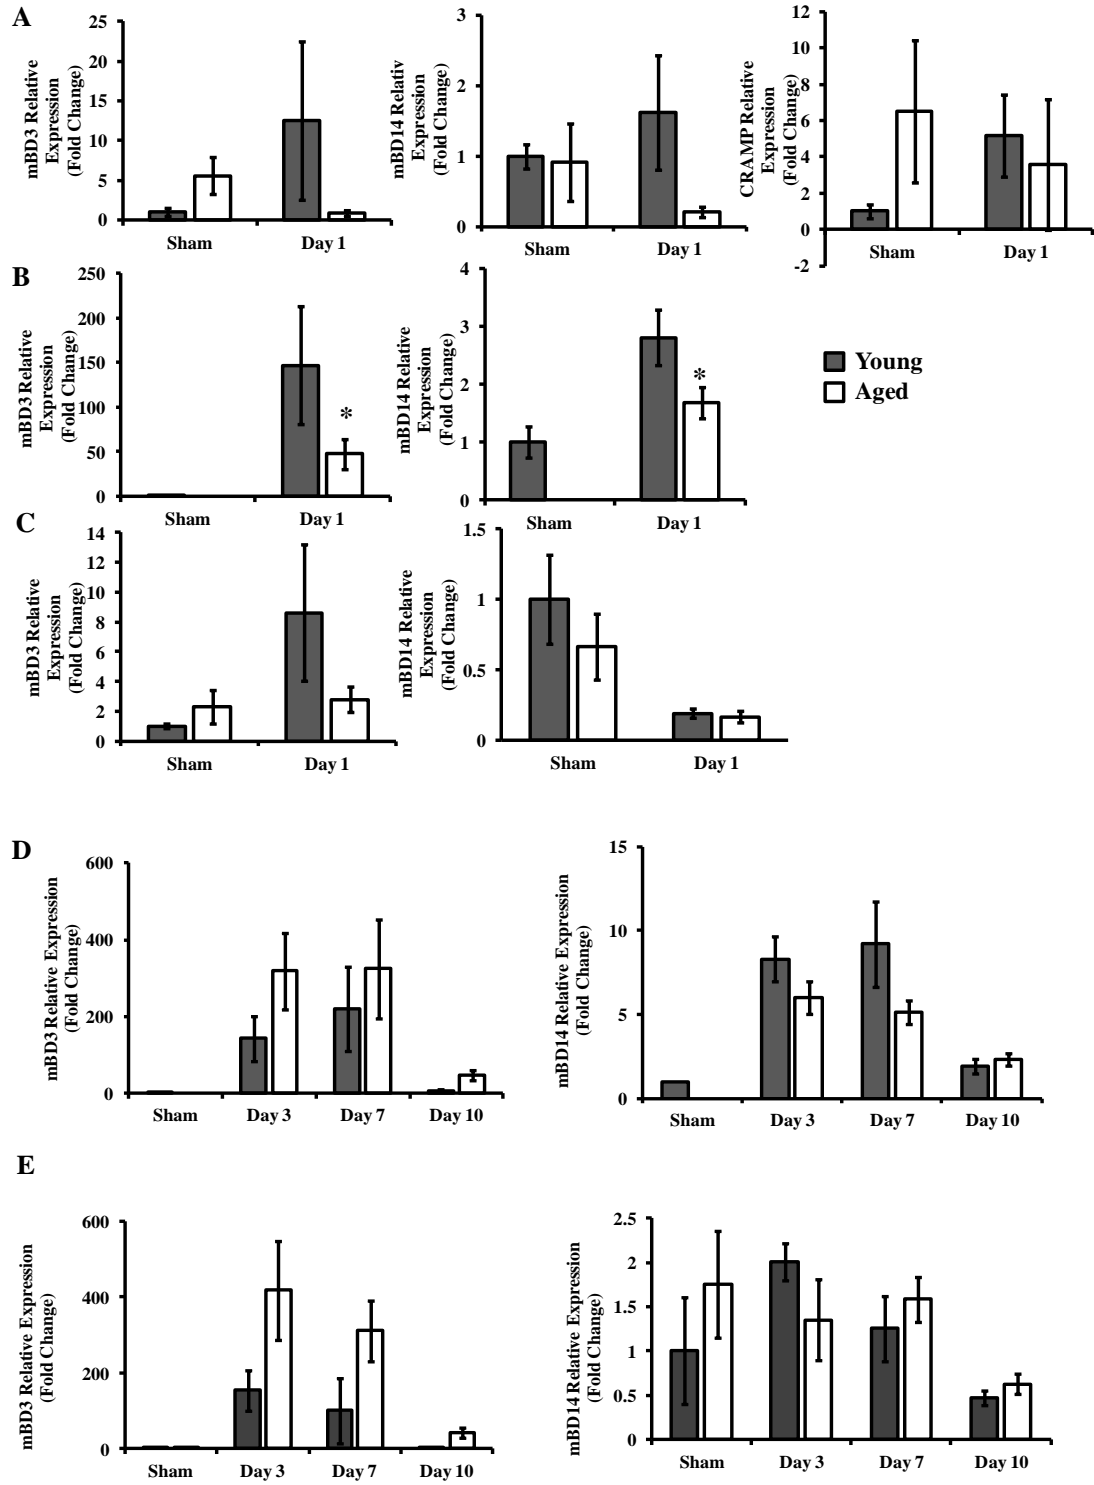 A
mBD3 Relative
Expression
(Fold Change)
25
20
15
10
5
0
Sham Day 1
mBD14 Relativ
Expression
(Fold Change)
3
2
1
0
Sham Day 1
CRAMP Relative
Expression
(Fold Change)
12
10
8
6
4
2
0
-2
Sham Day 1
B
mBD3 Relative
Expression
(Fold Change)
250
200
150
100
50
0
*
Sham Day 1
mBD14 Relative
Expression
(Fold Change)
4
3
2
1
0
*
Sham Day 1
Young
Aged
C
mBD3 Relative
Expression
(Fold Change)
14
12
10
8
6
4
2
0
Sham Day 1
mBD14 Relative
Expression
(Fold Change)
1.5
1
0.5
0
Sham Day 1
D
mBD3 Relative Expression
(Fold Change)
600
400
200
0
Sham Day 3 Day 7 Day 10
mBD14 Relative Expression
(Fold Change)
15
10
5
0
Sham Day 3 Day 7 Day 10
E
mBD3 Relative Expression
(Fold Change)
600
400
200
0
Sham Day 3 Day 7 Day 10
mBD14 Relative Expression
(Fold Change)
2.5
2
1.5
1
0.5
0
Sham Day 3 Day 7 Day 10